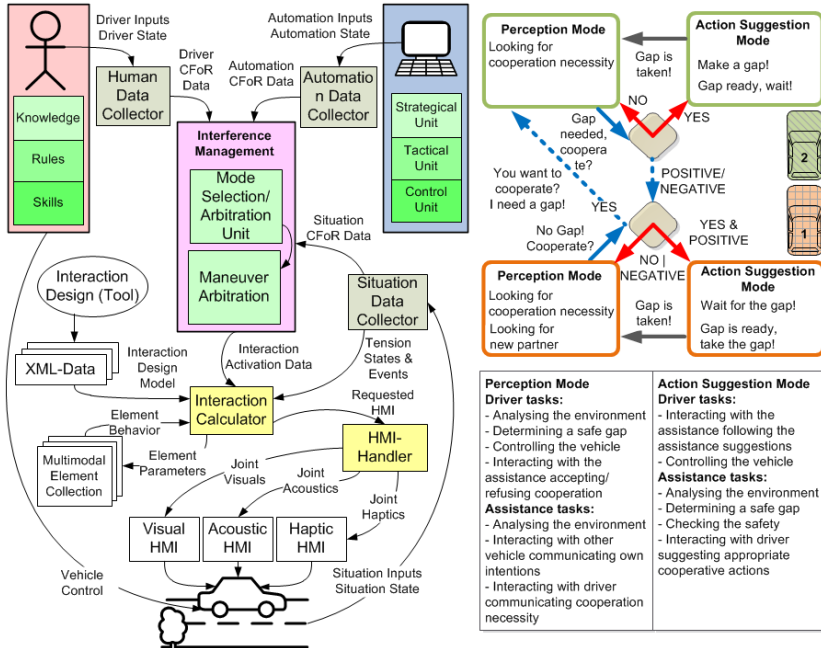 Driver Inputs
Driver State
Automation Inputs
Automation State
Human
Data
Collector
Driver
CFoR
Data
Automation
CFoR Data
Automatio
n Data
Collector
Knowledge
Rules
Skills
Strategical
Unit
Tactical
Unit
Control
Unit
Interference
Management
Mode
Selection/
Arbitration
Unit
Maneuver
Arbitration
Situation
CFoR Data
Situation
Data
Collector
Interaction
Design (Tool)
XML-Data
Interaction
Design
Model
Interaction
Activation Data
Tension
States &
Events
Interaction
Calculator
Requested
HMI
Element
Behavior
Multimodal
Element
Collection
Element
Parameters
HMI-
Handler
Joint
Visuals
Joint
Acoustics
Joint
Haptics
Visual
HMI
Acoustic
HMI
Haptic
HMI
Vehicle
Control
Situation Inputs
Situation State
Perception Mode
Looking for
cooperation necessity
Action Suggestion
Mode
Make a gap!
Gap ready, wait!
Gap is
taken!
NO
YES
Gap
needed,
coopera
te?
2
You want to
cooperate?
I need a gap!
POSITIVE/
NEGATIVE
YES
1
No Gap!
Cooperate?
YES &
POSITIVE
NO |
NEGATIVE
Perception Mode
Looking for
cooperation necessity
Looking for
new partner
Gap is
taken!
Action Suggestion
Mode
Wait for the gap!
Gap is ready,
take the gap!
Perception Mode
Driver tasks:
- Analysing the environment
- Determining a safe gap
- Controlling the vehicle
- Interacting with the
assistance accepting/
refusing cooperation
Assistance tasks:
- Analysing the environment
- Interacting with other
vehicle communicating own
intentions
- Interacting with driver
communicating cooperation
necessity
Action Suggestion Mode
Driver tasks:
- Interacting with the
assistance following the
assistance suggestions
- Controlling the vehicle
Assistance tasks:
- Analysing the environment
- Determining a safe gap
- Checking the safety
- Interacting with driver
suggesting appropriate
cooperative actions